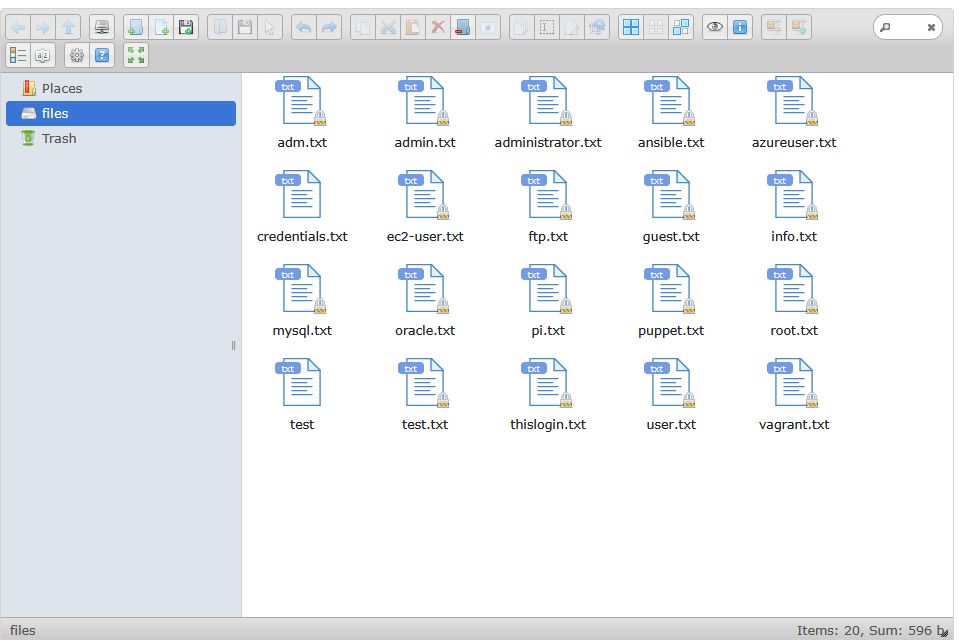 Places
files
Trash
txt txt txt txt txt
adm.txt admin.txt administrator.txt ansible.txt azureuser.txt
txt txt txt txt txt
credentials.txt ec2-user.txt ftp.txt guest.txt info.txt
txt txt txt txt txt
mysql.txt oracle.txt pi.txt puppet.txt root.txt
txt txt txt txt txt
test test.txt thislogin.txt user.txt vagrant.txt
files Items: 20, Sum: 596 b